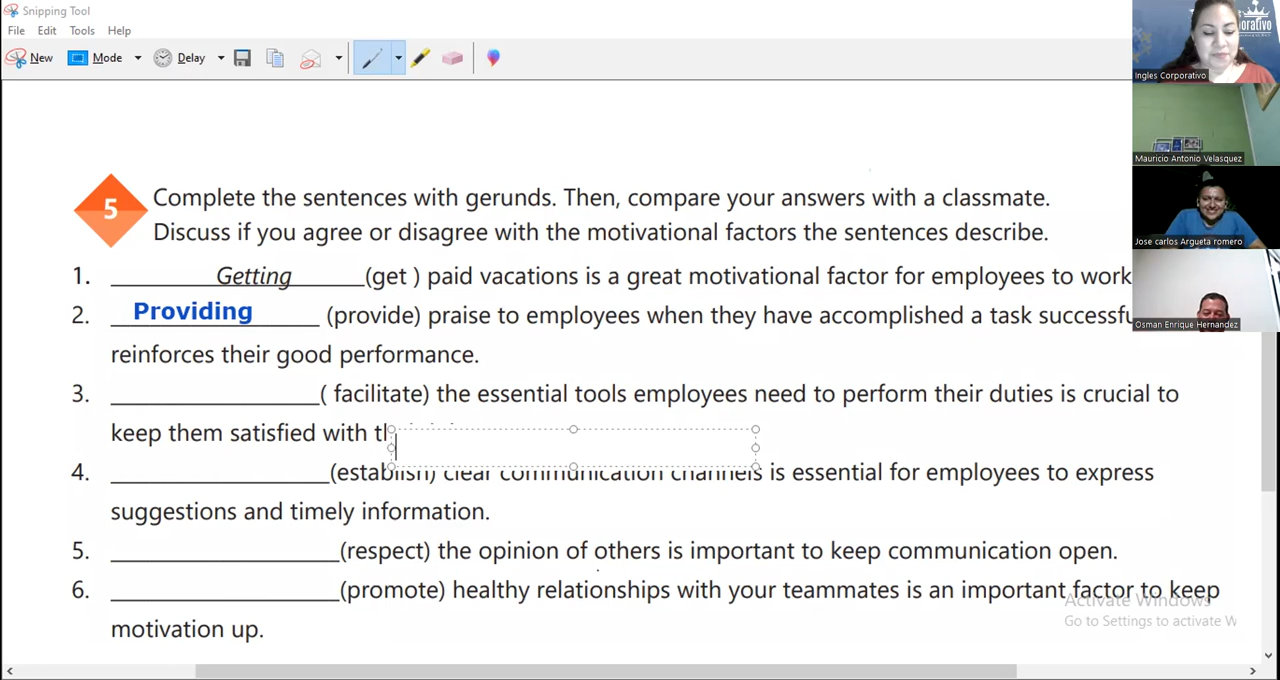 Snipping Tool
File Edit Tools Help
New Mode Delay
Ingles Corporativo
Mauricio Antonio Velasquez
Jose carlos Argueta romero
Osman Enrique Hernandez
5 Complete the sentences with gerunds. Then, compare your answers with a classmate.
Discuss if you agree or disagree with the motivational factors the sentences describe.
1. Getting (get ) paid vacations is a great motivational factor for employees to work
2. Providing (provide) praise to employees when they have accomplished a task
reinforces their good performance.
3. ( facilitate) the essential tools employees need to perform their duties is crucial to
keep them satisfied with
4. (establish) clear communication channels is essential for employees to express
suggestions and timely information.
5. (respect) the opinion of others is important to keep communication open.
6. (promote) healthy relationships with your teammates is an important factor to keep
motivation up.
Activate Windows
Go to Settings to activate